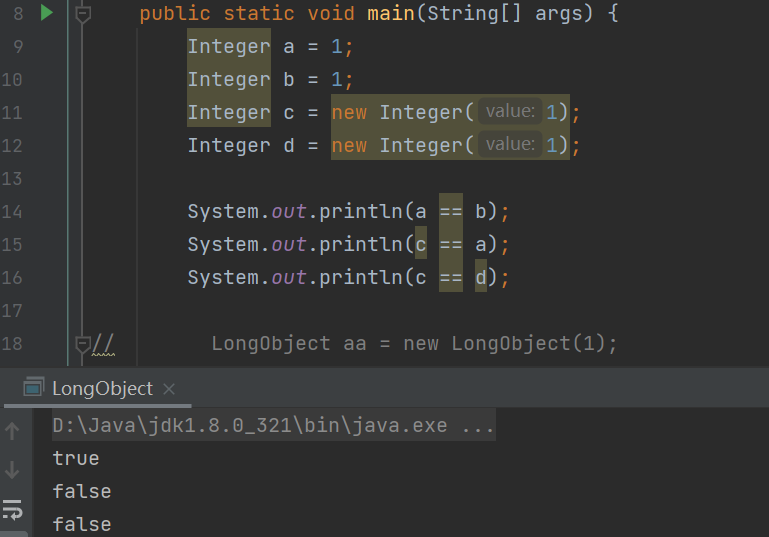 8 public static void main(String[] args) {
9 Integer a = 1;
10 Integer b = 1;
11 Integer c = new Integer( value: 1);
12 Integer d = new Integer( value: 1);
13
14 System.out.println(a == b);
15 System.out.println(c == a);
16 System.out.println(c == d);
17
18 // LongObject aa = new LongObject(1);
LongObject ×
D:\Java\jdk1.8.0_321\bin\java.exe ...
true
false
false